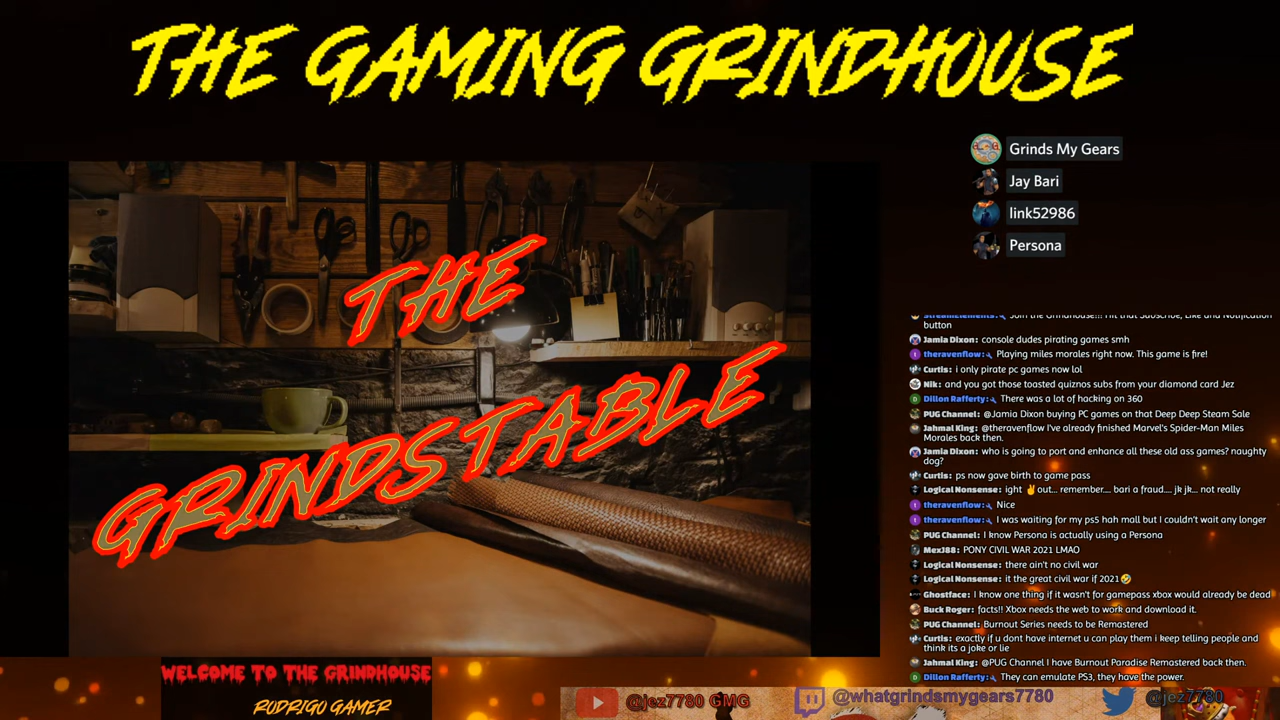 THE GAMING GRINDHOUSE
Grinds My Gears
Jay Bari
link52986
Persona
THE
GRINDSTABLE
StreamElements: Join the Grindhouse!!! Hit that Subscribe, Like and Notification
button
Jamia Dixon: console dudes pirating games smh
theravenflow: Playing miles morales right now. This game is fire!
Curtis: i only pirate pc games now lol
Nik: and you got those toasted quiznos subs from your diamond card Jez
Dillon Rafferty: There was a lot of hacking on 360
PUG Channel: @Jamia Dixon buying PC games on that Deep Deep Steam Sale
Jahmal King: @theravenflow I've already finished Marvel's Spider-Man Miles
Morales back then.
Jamia Dixon: who is going to port and enhance all these old ass games? naughty
dog?
Curtis: ps now gave birth to game pass
Logical Nonsense: ight ✌️out... remember.... bari a fraud.... jk jk... not really
theravenflow: Nice
theravenflow: I was waiting for my ps5 hah mall but I couldn't wait any longer
PUG Channel: I know Persona is actually using a Persona
MexJ88: PONY CIVIL WAR 2021 LMAO
Logical Nonsense: there ain't no civil war
Logical Nonsense: it the great civil war if 2021🤣
Ghostface: I know one thing if it wasn't for gamepass xbox would already be dead
Buck Roger: facts!! Xbox needs the web to work and download it.
PUG Channel: Burnout Series needs to be Remastered
Curtis: exactly if u dont have internet u can play them i keep telling people and
think its a joke or lie
Jahmal King: @PUG Channel I have Burnout Paradise Remastered back then.
Dillon Rafferty: They can emulate PS3, they have the power.
WELCOME TO THE GRINDHOUSE
RODRIGO GAMER
@jez7780 GMG
@whatgrindsmygears7780
@jez7780